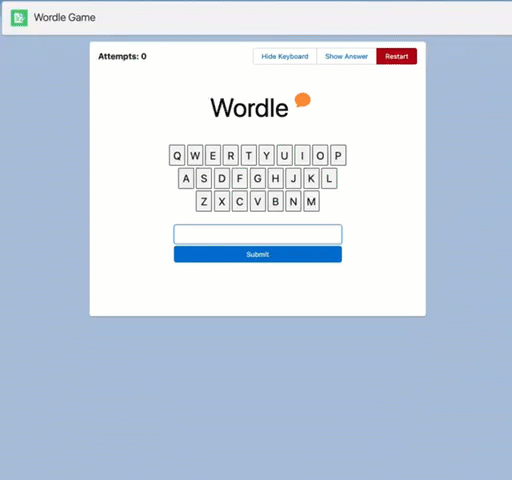 Wordle Game
Attempts: 0
Hide Keyboard
Show Answer
Restart
Wordle
Q W E R T Y U I O P
A S D F G H J K L
Z X C V B N M
Submit